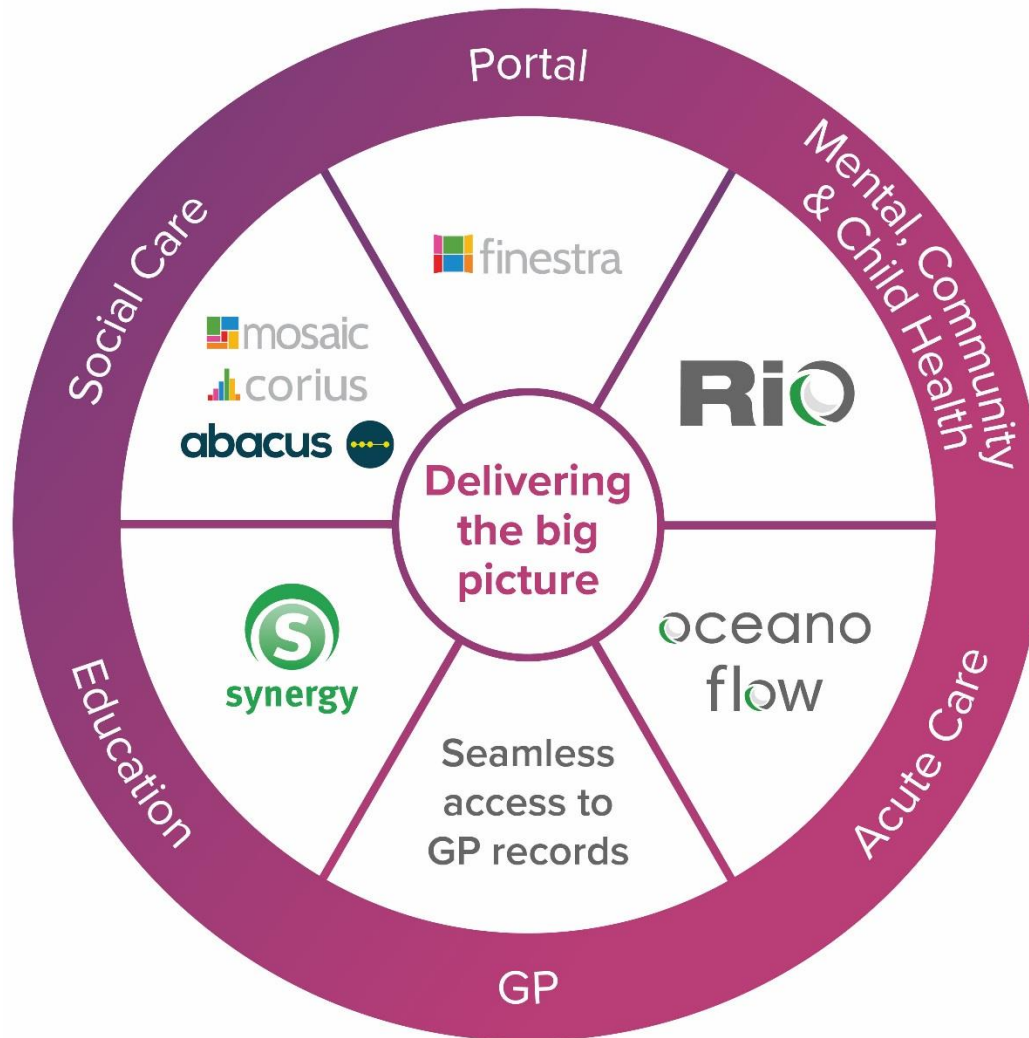 Portal
Mental, Community
& Child Health
Acute Care
GP
Education
Social Care
finestra
RiO
oceano
flow
Seamless
access to
GP records
S
synergy
mosaic
corius
abacus
Delivering
the big
picture